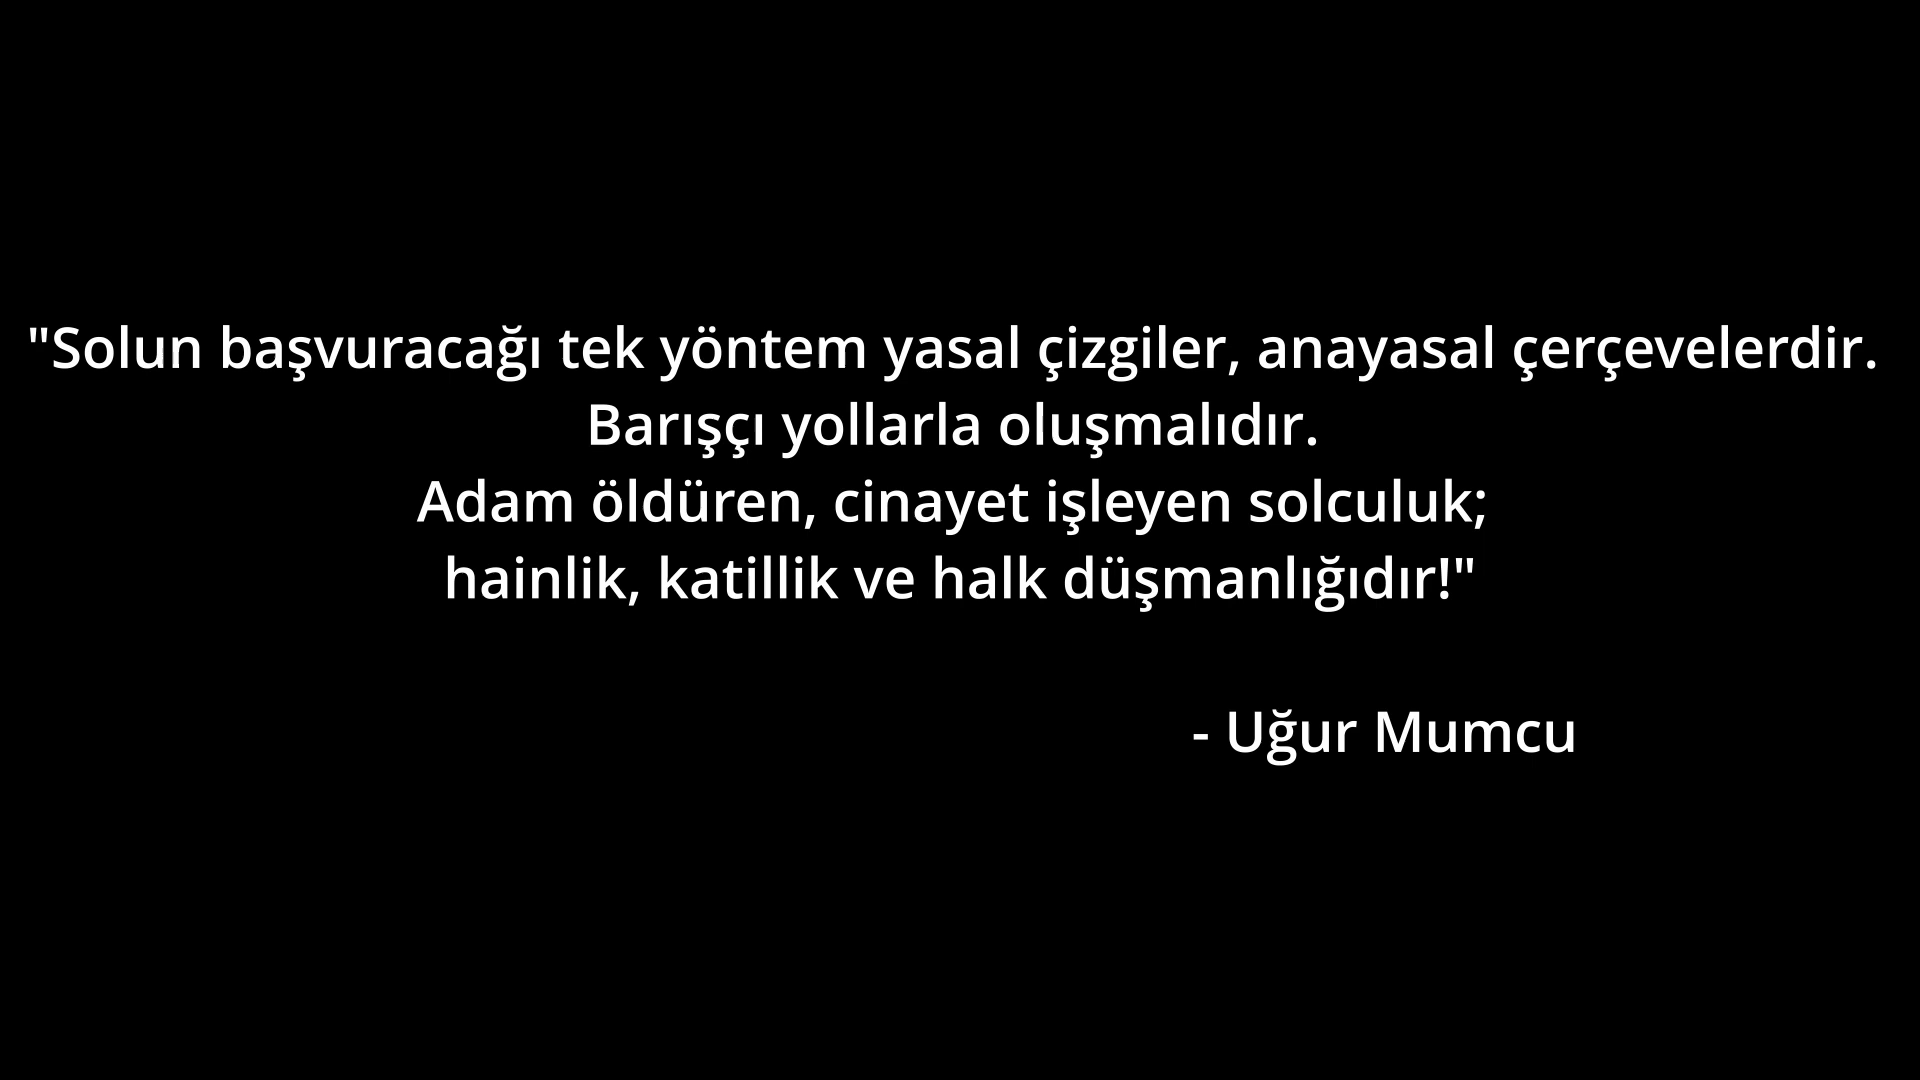 "Solun başvuracağı tek yöntem yasal çizgiler, anayasal çerçevelerdir.
Barışçı yollarla oluşmalıdır.
Adam öldüren, cinayet işleyen solculuk;
hainlik, katillik ve halk düşmanlığıdır!"
- Uğur Mumcu